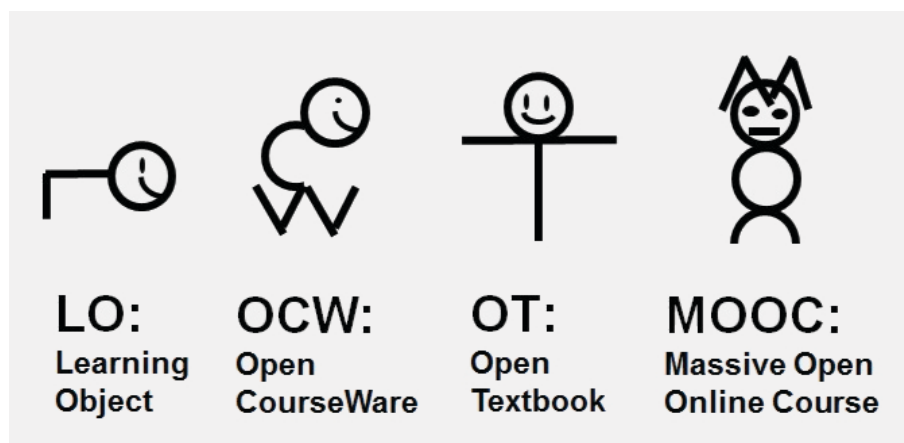 LO:
Learning
Object
OCW:
Open
CourseWare
OT:
Open
Textbook
MOOC:
Massive Open
Online Course